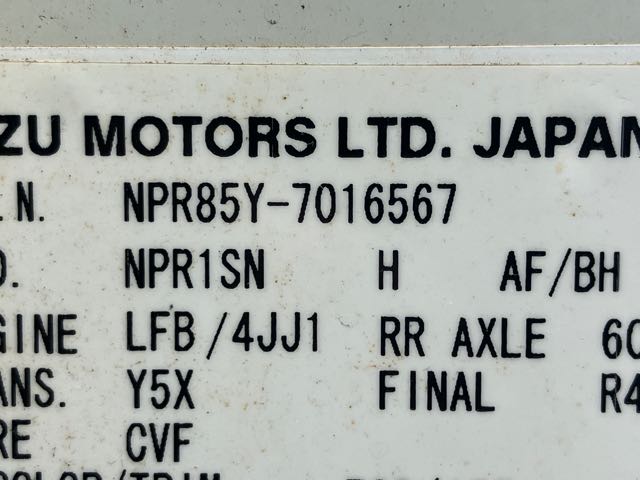 ZU MOTORS LTD. JAPAN
.N. NPR85Y-7016567
D. NPR1SN H AF/BH
GINE LFB/4JJ1 RR AXLE 60
ANS. Y5X FINAL R4
RE CVF